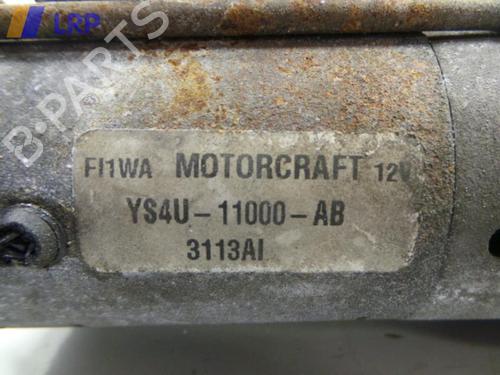 LRP
B-PARTS
FI1WA MOTORCRAFT 12V
YS4U-11000-AB
3113AI